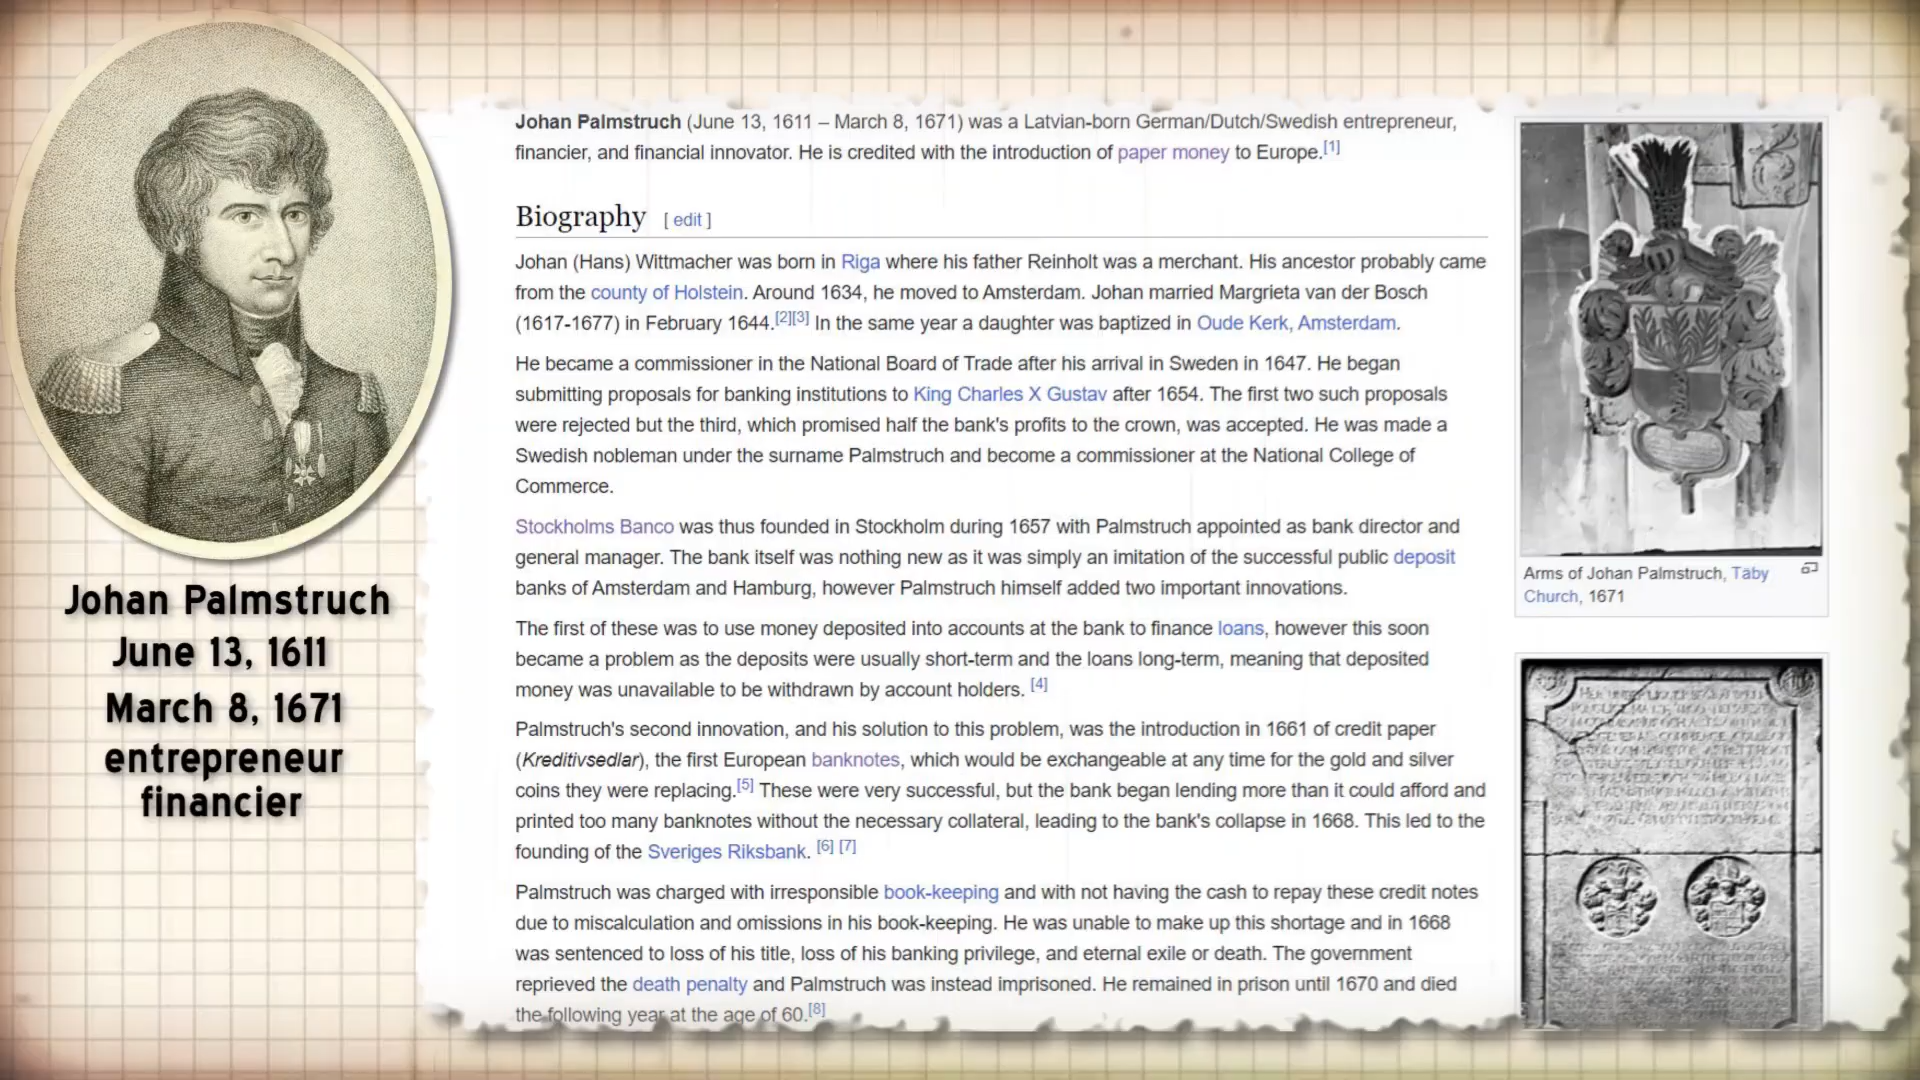 Johan Palmstruch
June 13, 1611
March 8, 1671
entrepreneur
financier
Johan Palmstruch (June 13, 1611 – March 8, 1671) was a Latvian-born German/Dutch/Swedish entrepreneur,
financier, and financial innovator. He is credited with the introduction of paper money to Europe.[1]
Biography [ edit ]
Johan (Hans) Wittmacher was born in Riga where his father Reinholt was a merchant. His ancestor probably came
from the county of Holstein. Around 1634, he moved to Amsterdam. Johan married Margrieta van der Bosch
(1617-1677) in February 1644.[2][3] In the same year a daughter was baptized in Oude Kerk, Amsterdam.
He became a commissioner in the National Board of Trade after his arrival in Sweden in 1647. He began
submitting proposals for banking institutions to King Charles X Gustav after 1654. The first two such proposals
were rejected but the third, which promised half the bank's profits to the crown, was accepted. He was made a
Swedish nobleman under the surname Palmstruch and become a commissioner at the National College of
Commerce.
Stockholms Banco was thus founded in Stockholm during 1657 with Palmstruch appointed as bank director and
general manager. The bank itself was nothing new as it was simply an imitation of the successful public deposit
banks of Amsterdam and Hamburg, however Palmstruch himself added two important innovations.
The first of these was to use money deposited into accounts at the bank to finance loans, however this soon
became a problem as the deposits were usually short-term and the loans long-term, meaning that deposited
money was unavailable to be withdrawn by account holders. [4]
Palmstruch's second innovation, and his solution to this problem, was the introduction in 1661 of credit paper
(Kreditivsedlar), the first European banknotes, which would be exchangeable at any time for the gold and silver
coins they were replacing.[5] These were very successful, but the bank began lending more than it could afford and
printed too many banknotes without the necessary collateral, leading to the bank's collapse in 1668. This led to the
founding of the Sveriges Riksbank. [6] [7]
Palmstruch was charged with irresponsible book-keeping and with not having the cash to repay these credit notes
due to miscalculation and omissions in his book-keeping. He was unable to make up this shortage and in 1668
was sentenced to loss of his title, loss of his banking privilege, and eternal exile or death. The government
reprieved the death penalty and Palmstruch was instead imprisoned. He remained in prison until 1670 and died
the following year at the age of 60.[8]
Arms of Johan Palmstruch, Täby
Church, 1671